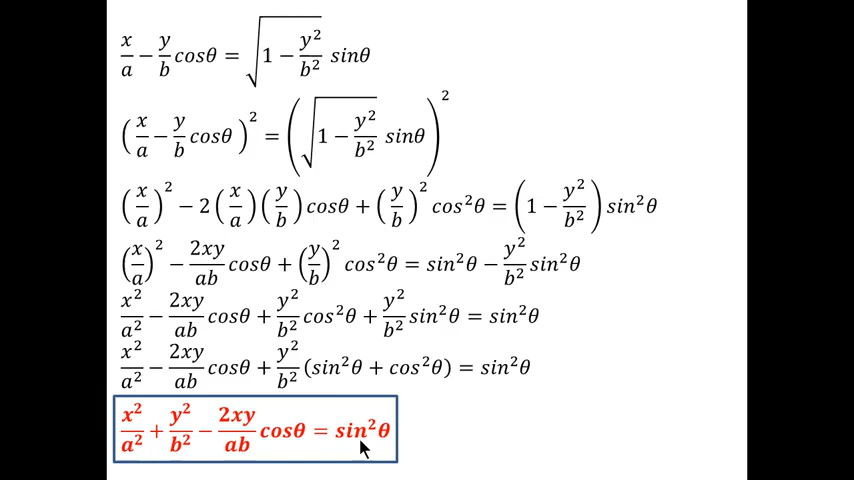 x/a − y/b cosθ = √(1 − y²/b²) sinθ
(x/a − y/b cosθ)² = (√(1 − y²/b²) sinθ)²
(x/a)² − 2(x/a)(y/b)cosθ + (y/b)² cos²θ = (1 − y²/b²) sin²θ
(x/a)² − 2xy/ab cosθ + (y/b)² cos²θ = sin²θ − y²/b² sin²θ
x²/a² − 2xy/ab cosθ + y²/b² cos²θ + y²/b² sin²θ = sin²θ
x²/a² − 2xy/ab cosθ + y²/b² (sin²θ + cos²θ) = sin²θ
x²/a² + y²/b² − 2xy/ab cosθ = sin²θ